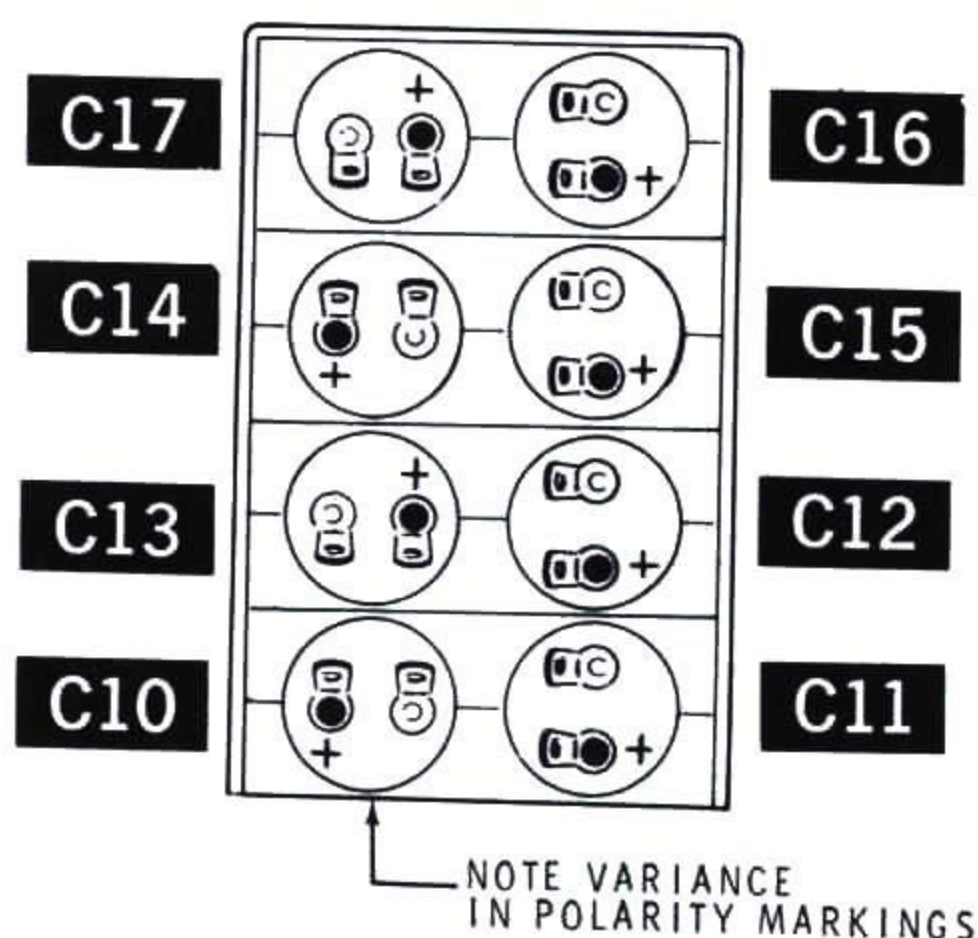 C17
+
C16
+
C14
+
C15
+
C13
+
C12
+
C10
+
C11
+
NOTE VARIANCE
IN POLARITY MARKINGS